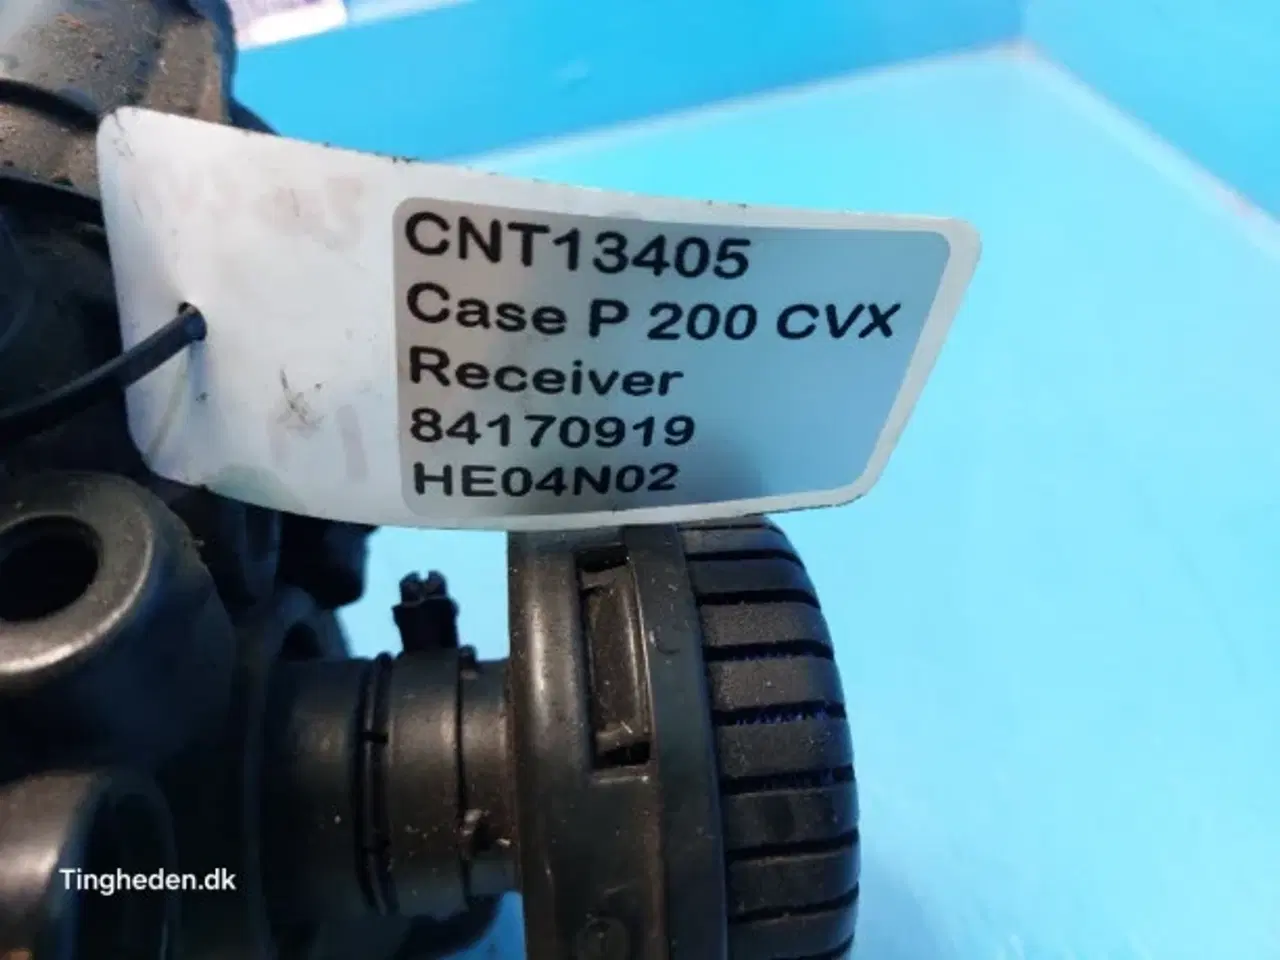 CNT13405
Case P 200 CVX
Receiver
84170919
HE04N02
Tingheden.dk